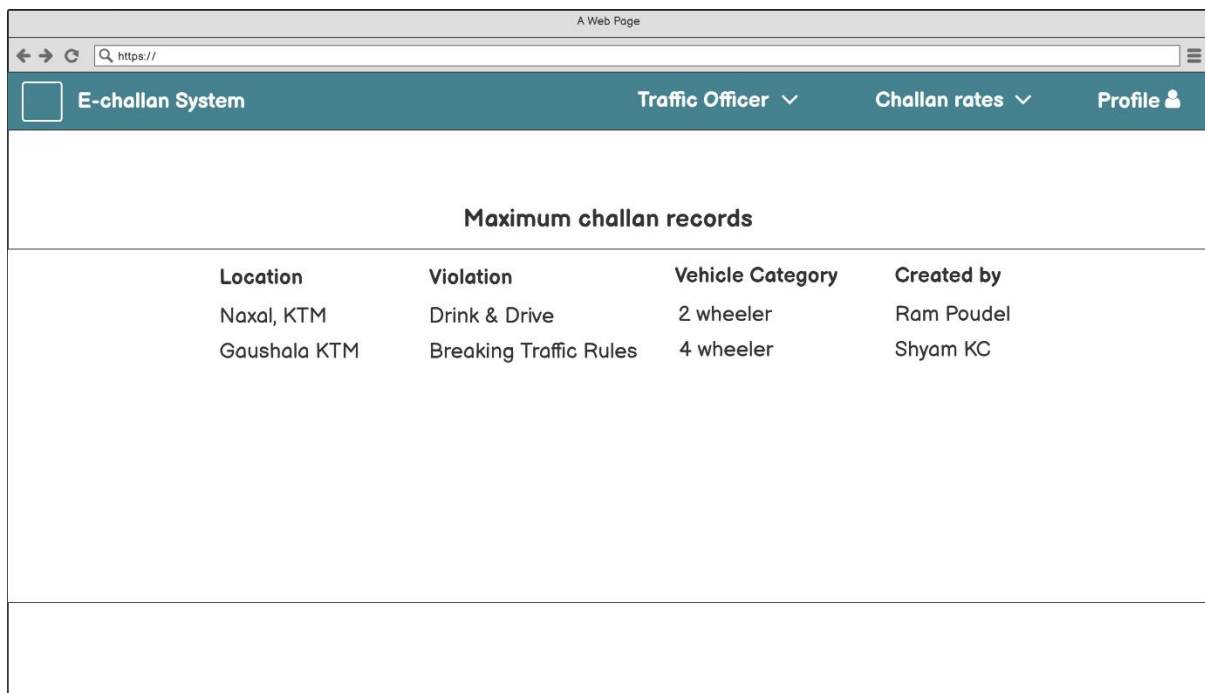 A Web Page
https://
E-challan System Traffic Officer Challan rates Profile
Maximum challan records
Location Violation Vehicle Category Created by
Naxal, KTM Drink & Drive 2 wheeler Ram Poudel
Gaushala KTM Breaking Traffic Rules 4 wheeler Shyam KC